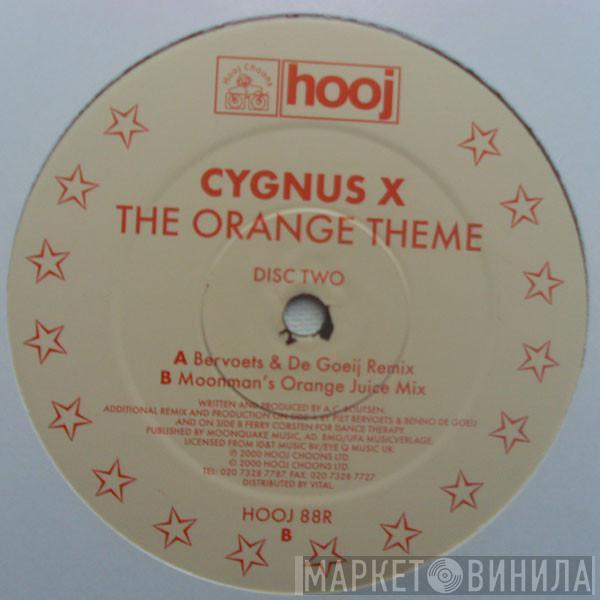 Hooj Choons
hooj
CYGNUS X
THE ORANGE THEME
DISC TWO
A Bervoets & De Goeij Remix
B Moonman's Orange Juice Mix
WRITTEN AND PRODUCED BY A.C. BOUTSEN.
ADDITIONAL REMIX AND PRODUCTION ON SIDE A BY PIET BERVOETS & BENNO DE GOEIJ
AND ON SIDE B FERRY CORSTEN FOR DANCE THERAPY.
PUBLISHED BY MOONQUAKE MUSIC, AD. BMG/UFA MUSICVERLAGE.
LICENSED FROM ID&T MUSIC BV/EYE Q MUSIC UK.
℗ 2000 HOOJ CHOONS LTD.
© 2000 HOOJ CHOONS LTD.
TEL: 020 7328 7787. FAX: 020 7328 7727
DISTRIBUTED BY VITAL.
HOOJ 88R
B
МАРКЕТ ВИНИЛА